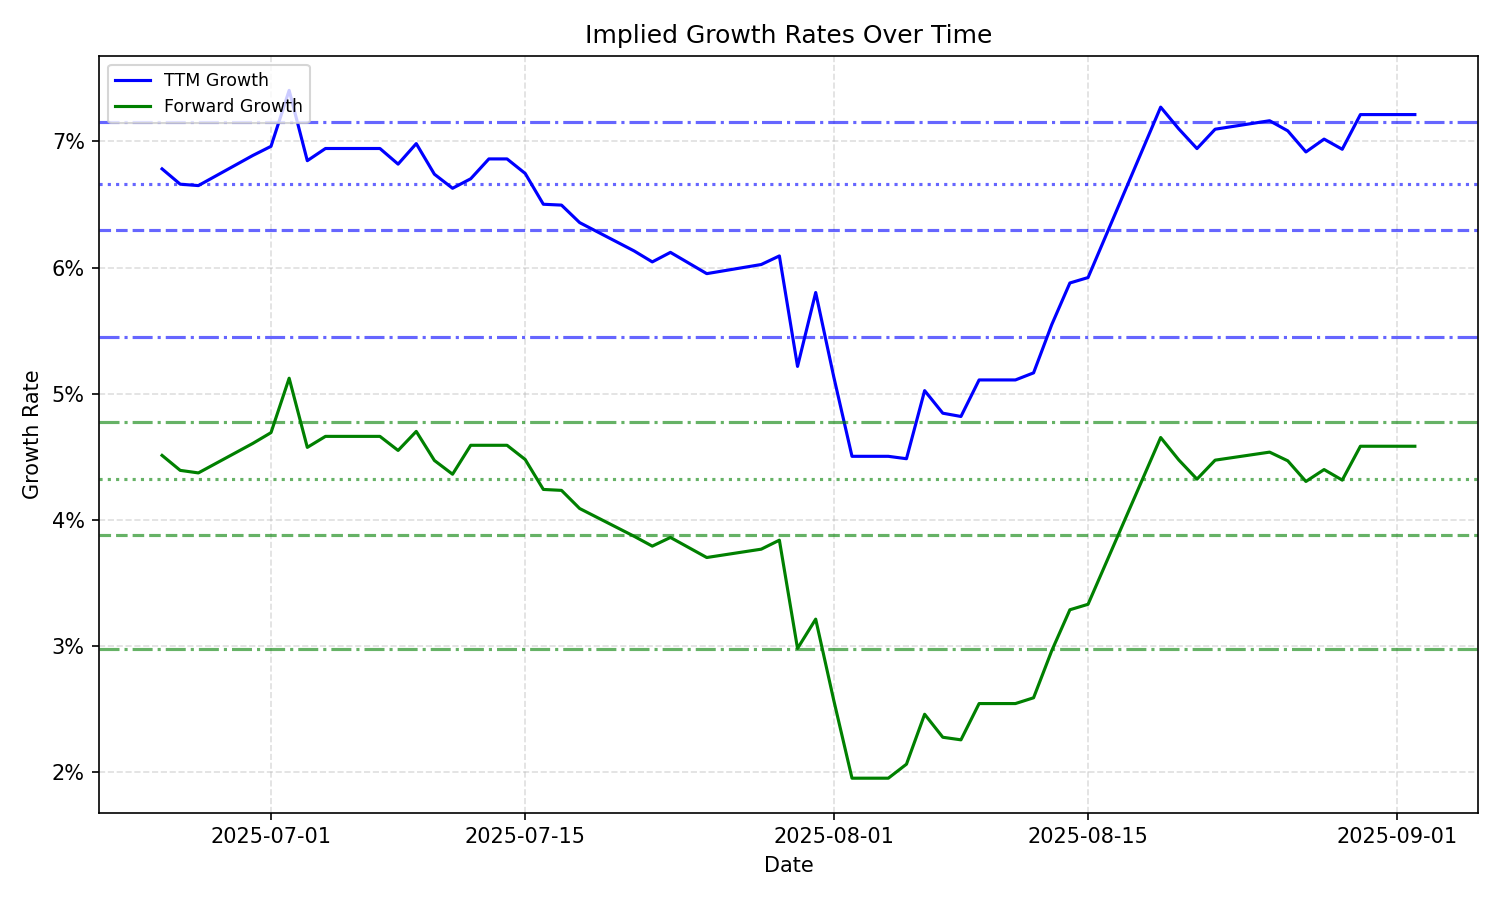 Implied Growth Rates Over Time
TTM Growth
Forward Growth
7%
6%
5%
4%
3%
2%
Growth Rate
2025-07-01
2025-07-15
2025-08-01
2025-08-15
2025-09-01
Date